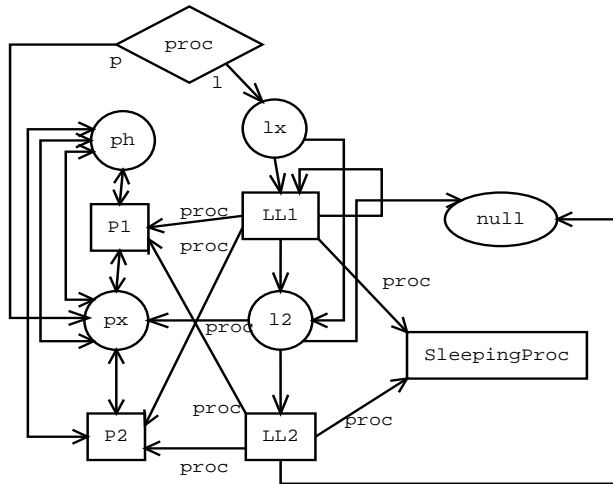 proc
p
l
lx
ph
LL1
proc
P1
null
proc
proc
px
proc
l2
SleepingProc
proc
proc
P2
LL2
proc